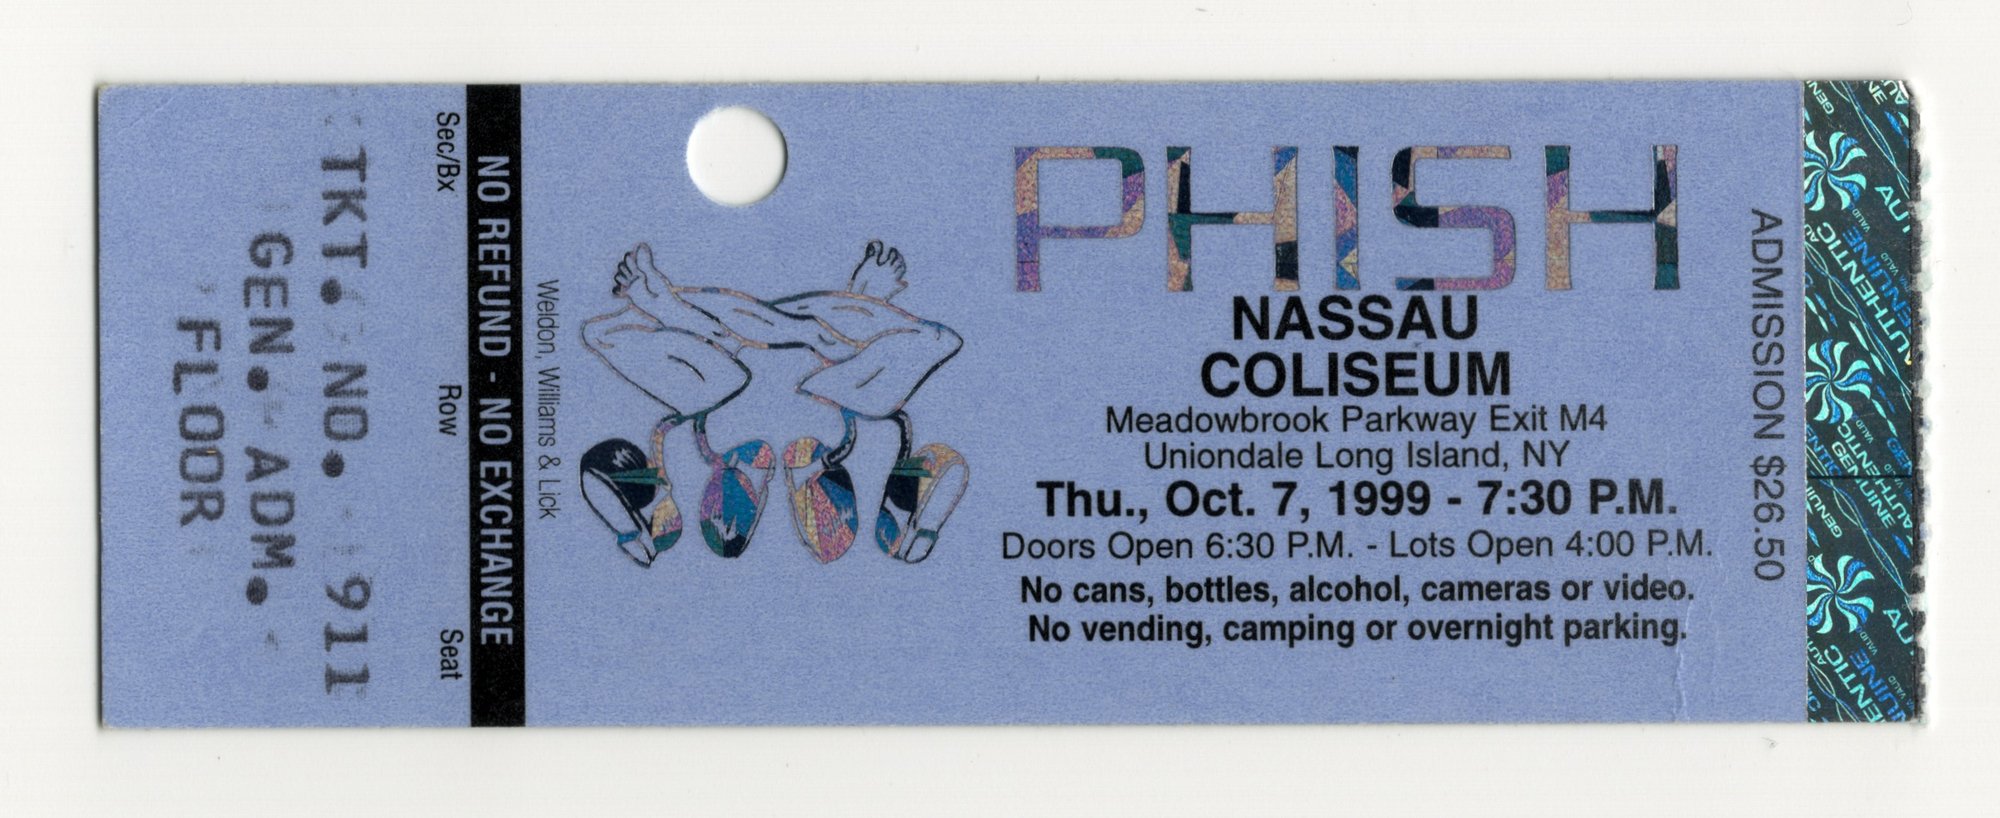 PHISH
NASSAU
COLISEUM
Meadowbrook Parkway Exit M4
Uniondale Long Island, NY
Thu., Oct. 7, 1999 - 7:30 P.M.
Doors Open 6:30 P.M. - Lots Open 4:00 P.M.
No cans, bottles, alcohol, cameras or video.
No vending, camping or overnight parking.
ADMISSION $26.50
Weldon, Williams & Lick
NO REFUND - NO EXCHANGE
Sec/Bx Row Seat
TKT. NO. 911
GEN. ADM.
FLOOR
AUTHENTIC
GENUINE
VALID